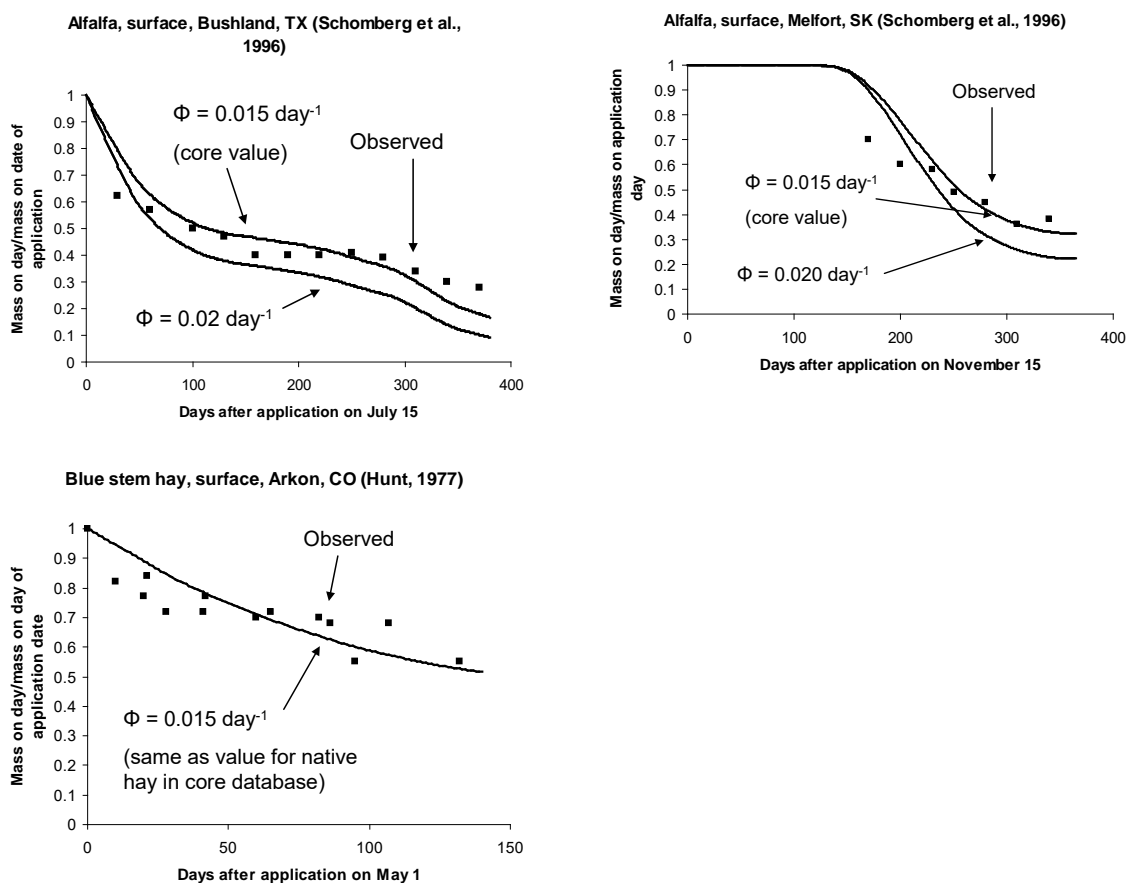 Alfalfa, surface, Bushland, TX (Schomberg et al.,
1996)
Mass on day/mass on date of
application
1
0.9
0.8
0.7
0.6
0.5
0.4
0.3
0.2
0.1
0
Φ = 0.015 day-1
(core value)
Observed
Φ = 0.02 day-1
0 100 200 300 400
Days after application on July 15
Alfalfa, surface, Melfort, SK (Schomberg et al., 1996)
Mass on day/mass on application
day
1
0.9
0.8
0.7
0.6
0.5
0.4
0.3
0.2
0.1
0
Observed
Φ = 0.015 day-1
(core value)
Φ = 0.020 day-1
0 100 200 300 400
Days after application on November 15
Blue stem hay, surface, Arkon, CO (Hunt, 1977)
Mass on day/mass on day of
application date
1
0.9
0.8
0.7
0.6
0.5
0.4
0.3
0.2
0.1
0
Observed
Φ = 0.015 day-1
(same as value for native
hay in core database)
0 50 100 150
Days after application on May 1